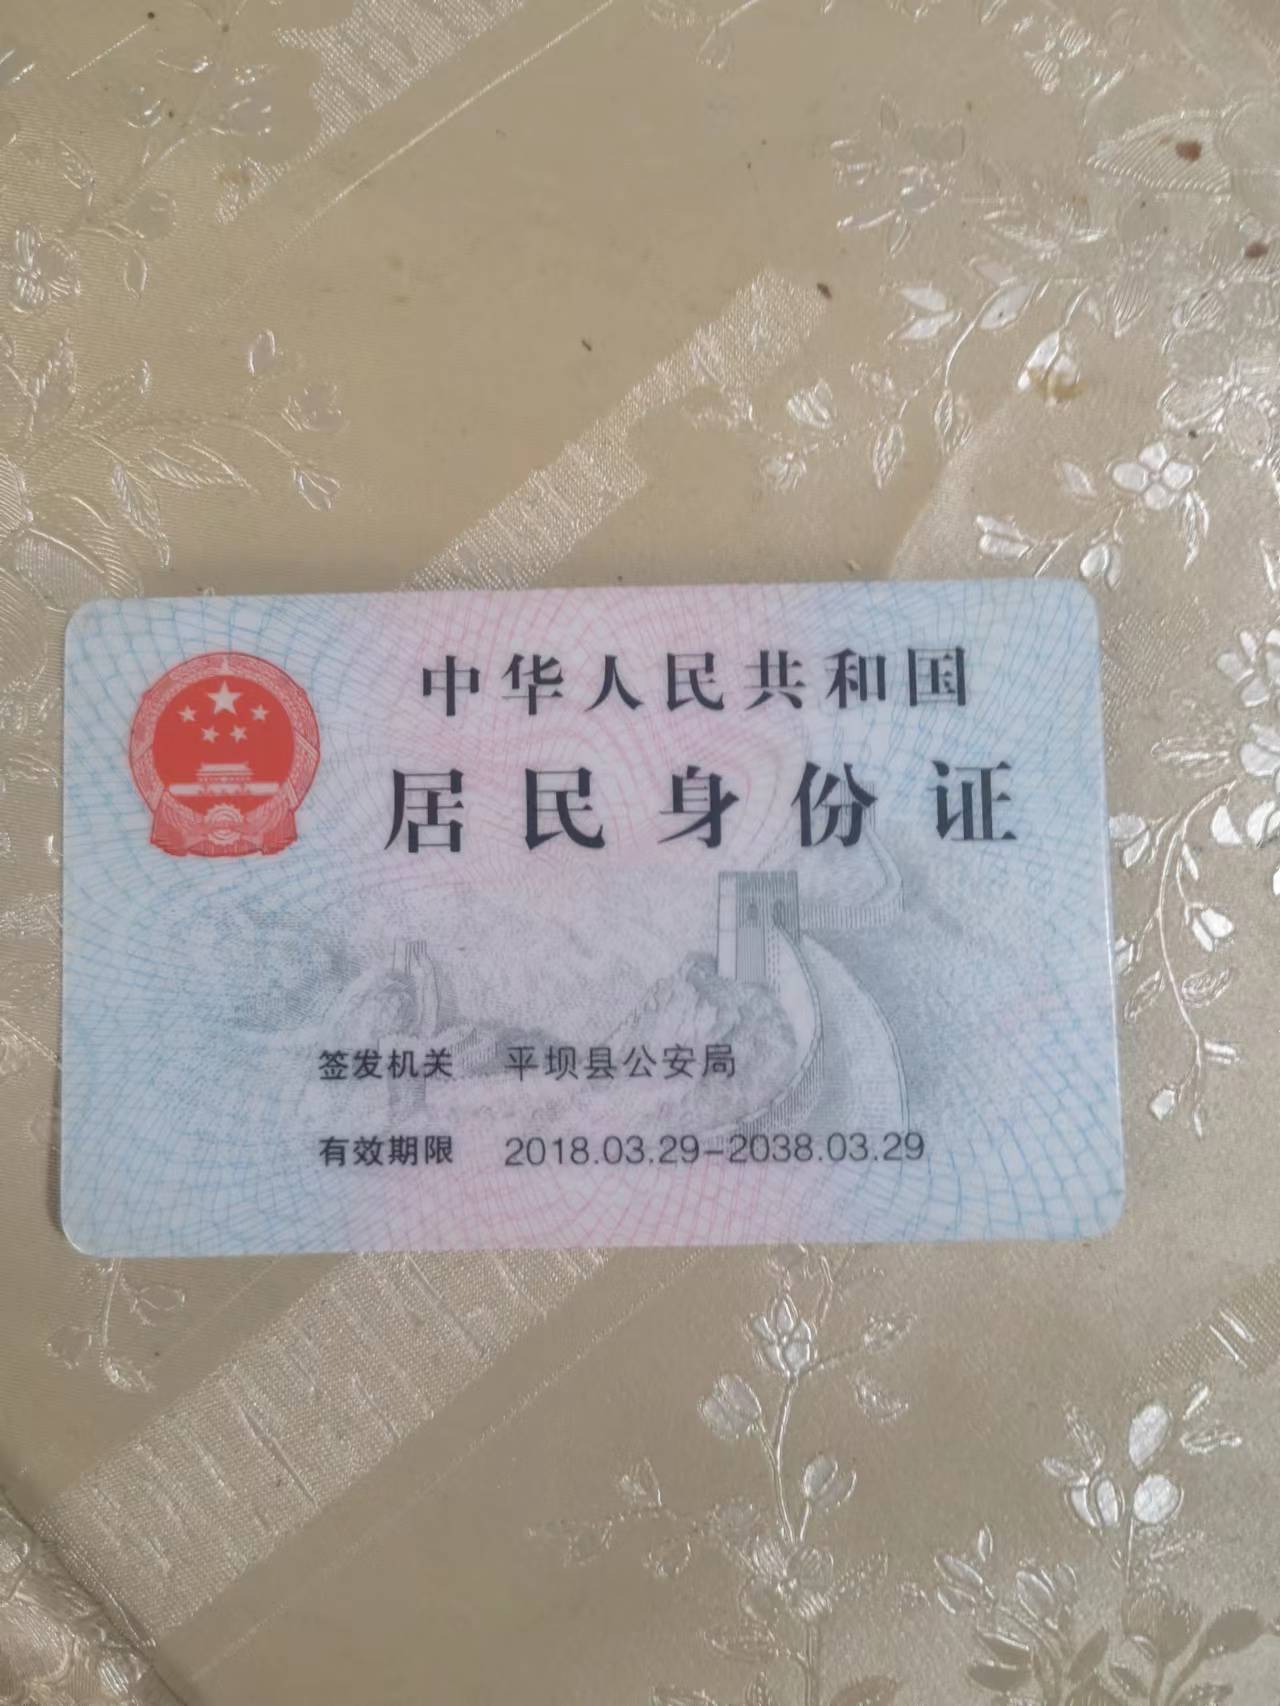 中华人民共和国
居民身份证
签发机关 平坝县公安局
有效期限 2018.03.29-2038.03.29